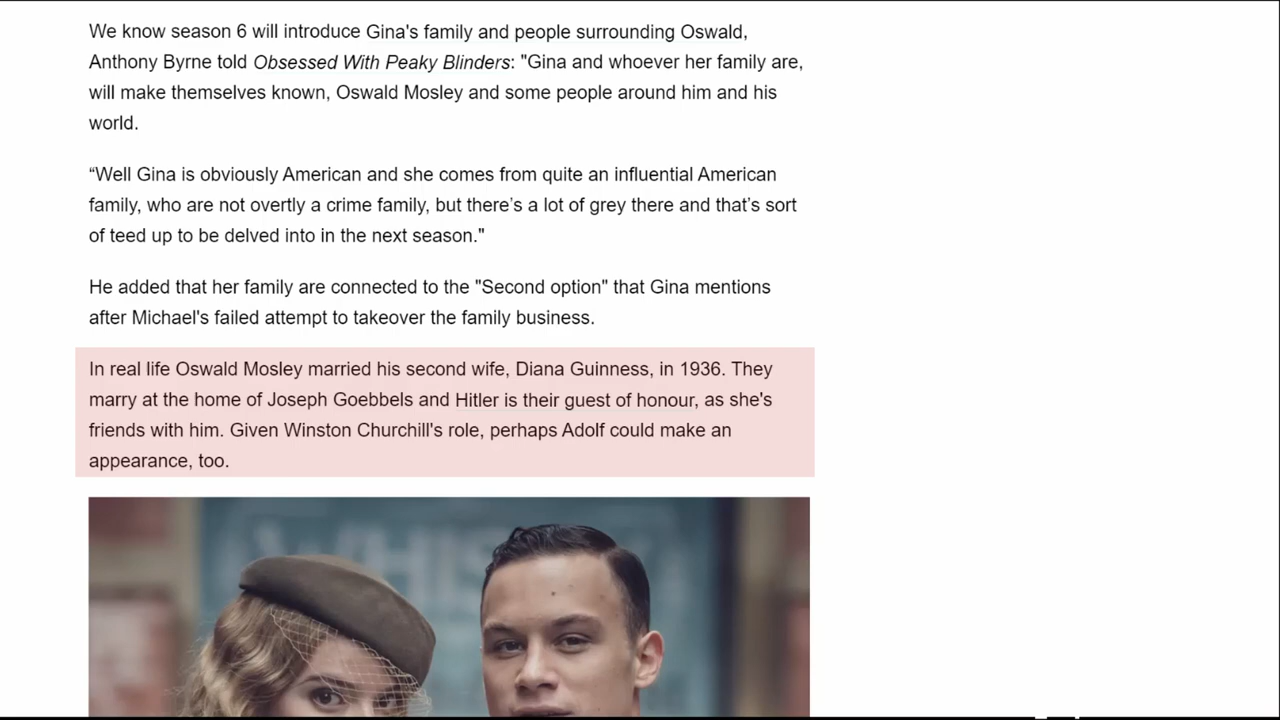 We know season 6 will introduce Gina's family and people surrounding Oswald,
Anthony Byrne told Obsessed With Peaky Blinders: "Gina and whoever her family are,
will make themselves known, Oswald Mosley and some people around him and his
world.
“Well Gina is obviously American and she comes from quite an influential American
family, who are not overtly a crime family, but there’s a lot of grey there and that’s sort
of teed up to be delved into in the next season."
He added that her family are connected to the "Second option" that Gina mentions
after Michael's failed attempt to takeover the family business.
In real life Oswald Mosley married his second wife, Diana Guinness, in 1936. They
marry at the home of Joseph Goebbels and Hitler is their guest of honour, as she's
friends with him. Given Winston Churchill's role, perhaps Adolf could make an
appearance, too.